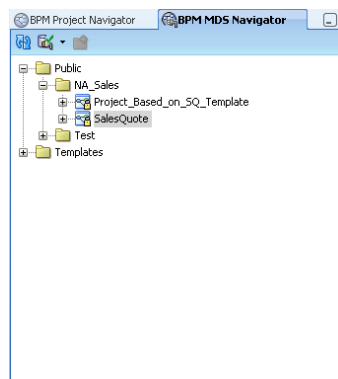 BPM Project Navigator BPM MDS Navigator
Public
NA_Sales
Project_Based_on_SQ_Template
SalesQuote
Test
Templates